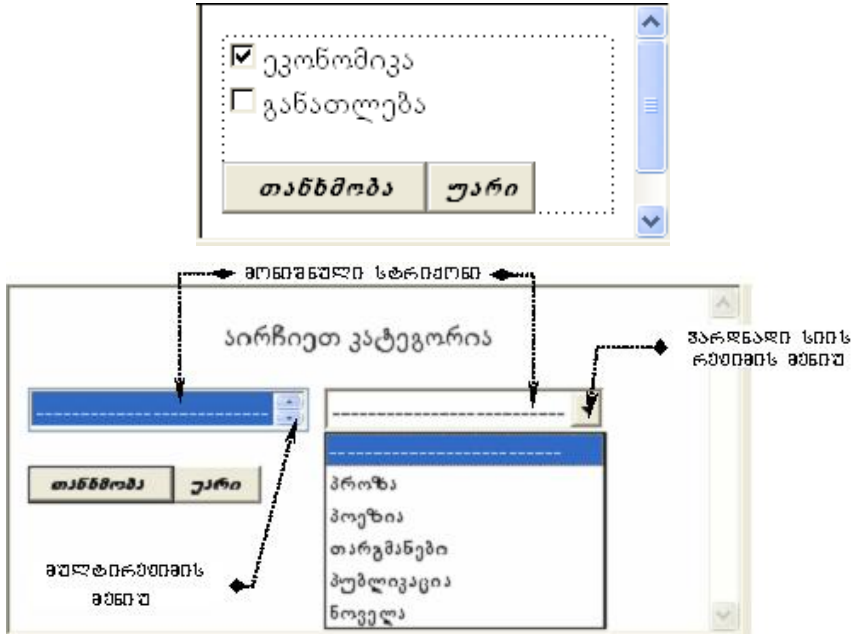 ეკონომიკა
განათლება
თანხმობა უარი
მონიშნული სტრიქონი
აირჩიეთ კატეგორია
ვარდნადი სიის
რეჟიმის მენიუ
-------------------------- --------------------------
--------------------------
თანხმობა უარი
პროზა
პოეზია
თარგმანები
პუბლიკაცია
ნოველა
მულტირეჟიმის
მენიუ